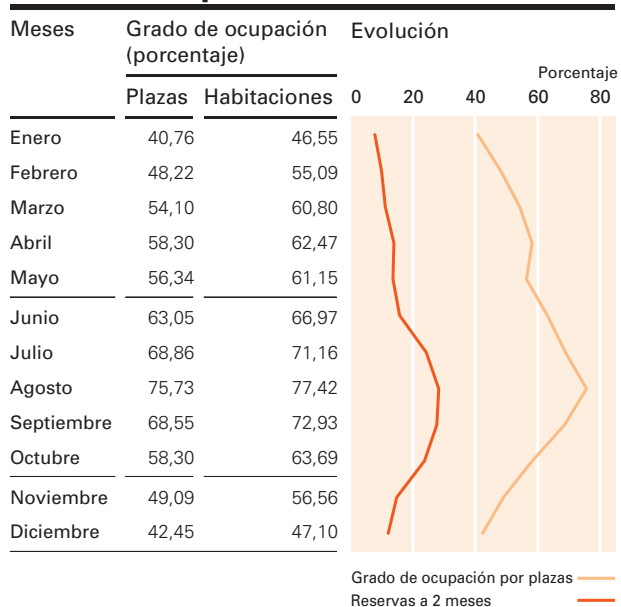 Meses Grado de ocupación Evolución
(porcentaje)
Porcentaje
Plazas Habitaciones 0 20 40 60 80
Enero 40,76 46,55
Febrero 48,22 55,09
Marzo 54,10 60,80
Abril 58,30 62,47
Mayo 56,34 61,15
Junio 63,05 66,97
Julio 68,86 71,16
Agosto 75,73 77,42
Septiembre 68,55 72,93
Octubre 58,30 63,69
Noviembre 49,09 56,56
Diciembre 42,45 47,10
Grado de ocupación por plazas
Reservas a 2 meses